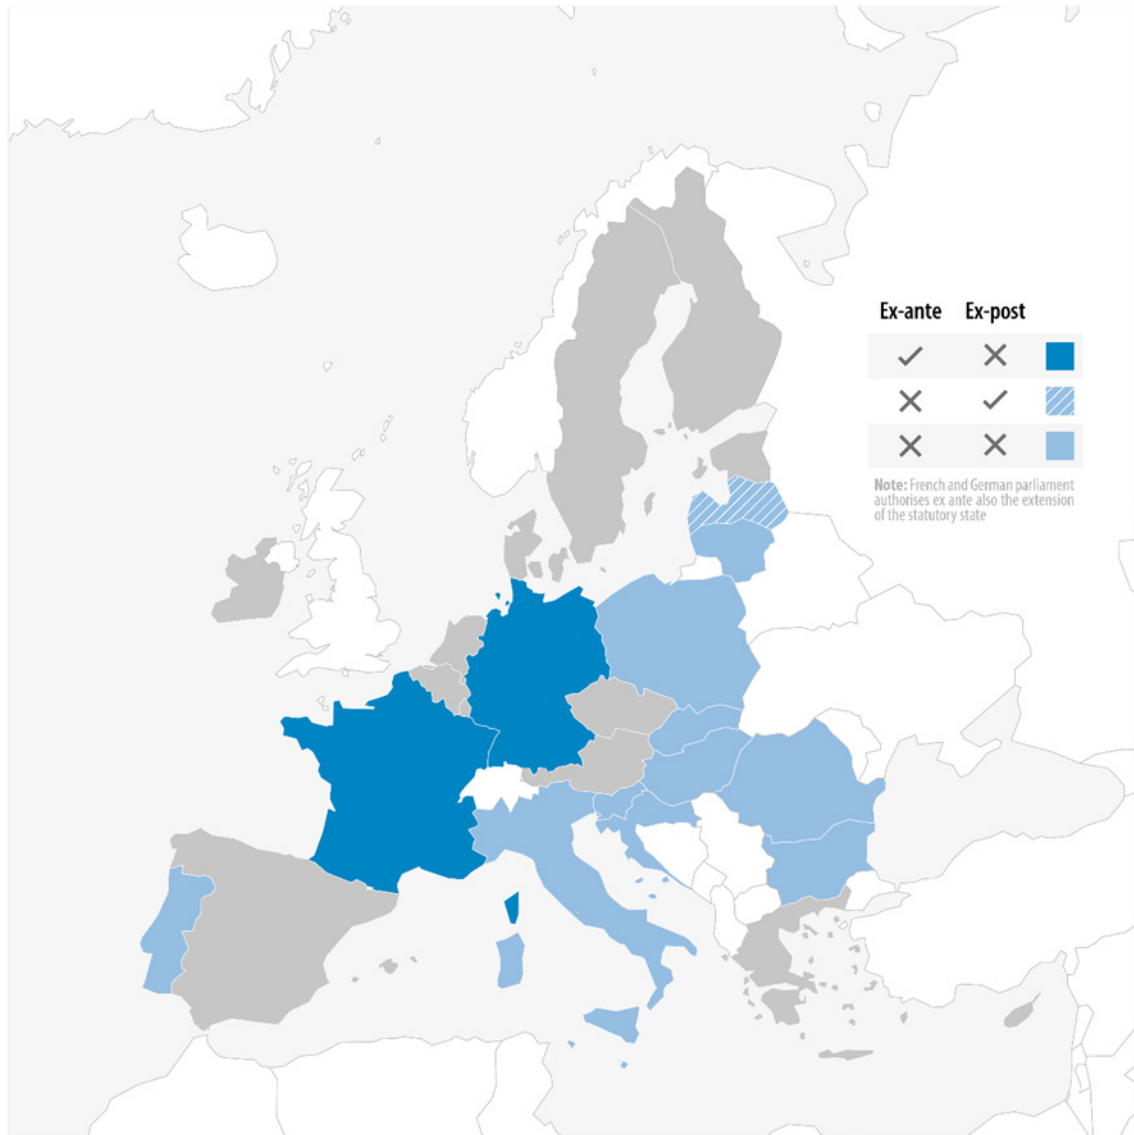 Ex-ante Ex-post
Note: French and German parliament
authorises ex ante also the extension
of the statutory state